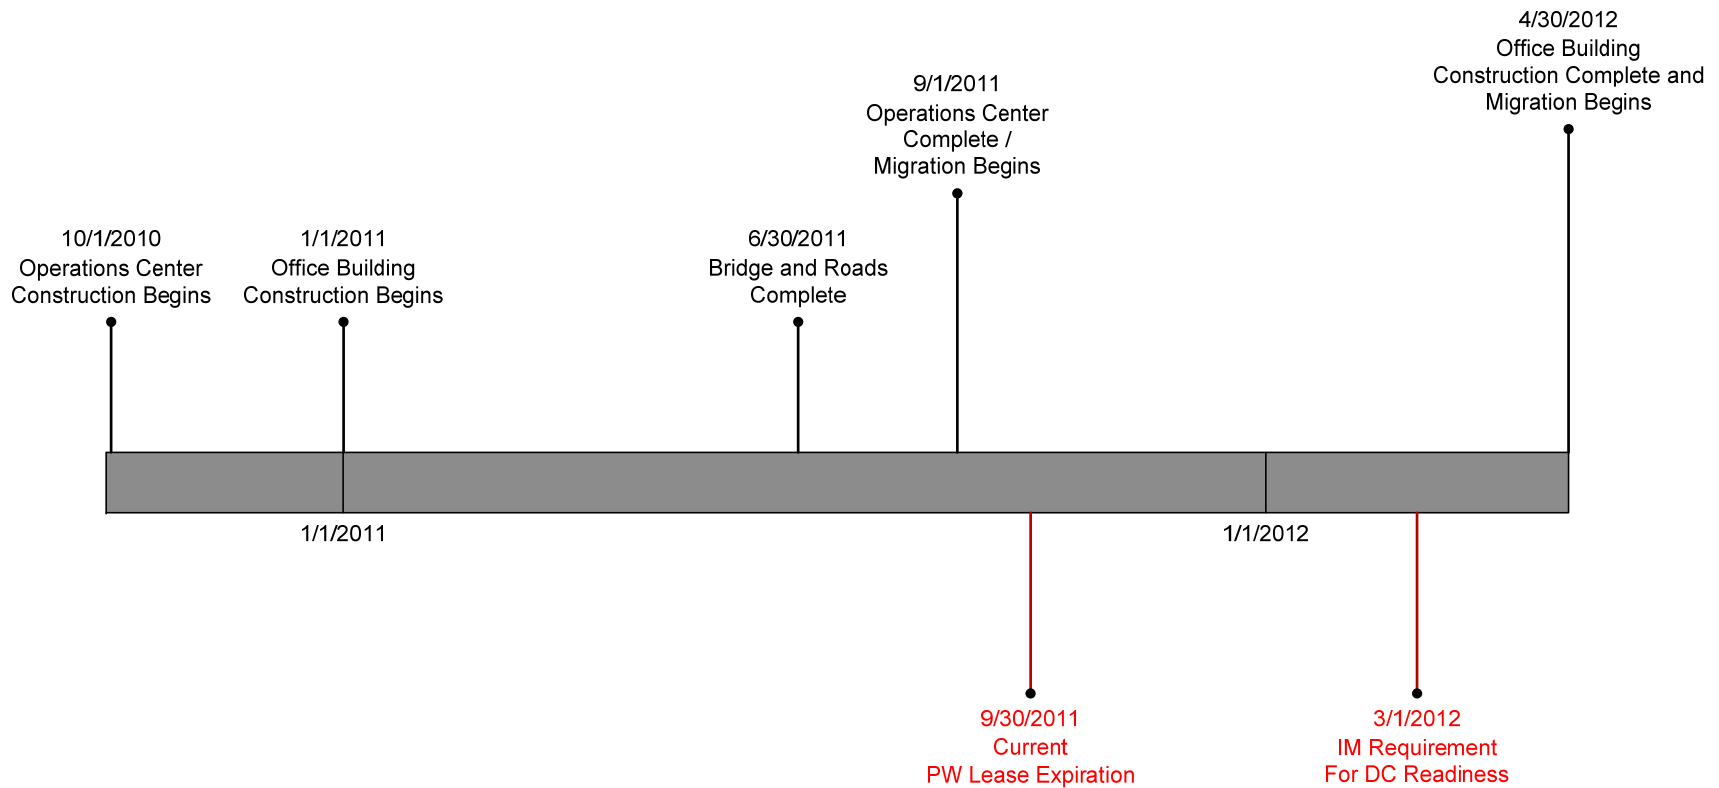 4/30/2012
Office Building
Construction Complete and
Migration Begins
9/1/2011
Operations Center
Complete /
Migration Begins
10/1/2010
Operations Center
Construction Begins
1/1/2011
Office Building
Construction Begins
6/30/2011
Bridge and Roads
Complete
1/1/2011
1/1/2012
9/30/2011
Current
PW Lease Expiration
3/1/2012
IM Requirement
For DC Readiness